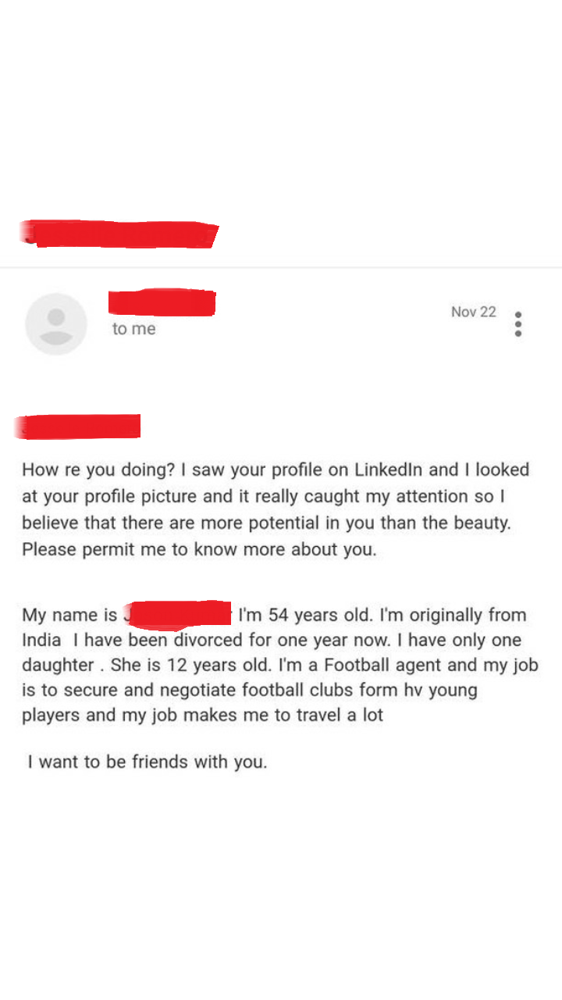 to me
Nov 22
How re you doing? I saw your profile on LinkedIn and I looked
at your profile picture and it really caught my attention so I
believe that there are more potential in you than the beauty.
Please permit me to know more about you.
My name is I'm 54 years old. I'm originally from
India I have been divorced for one year now. I have only one
daughter . She is 12 years old. I'm a Football agent and my job
is to secure and negotiate football clubs form hv young
players and my job makes me to travel a lot
I want to be friends with you.